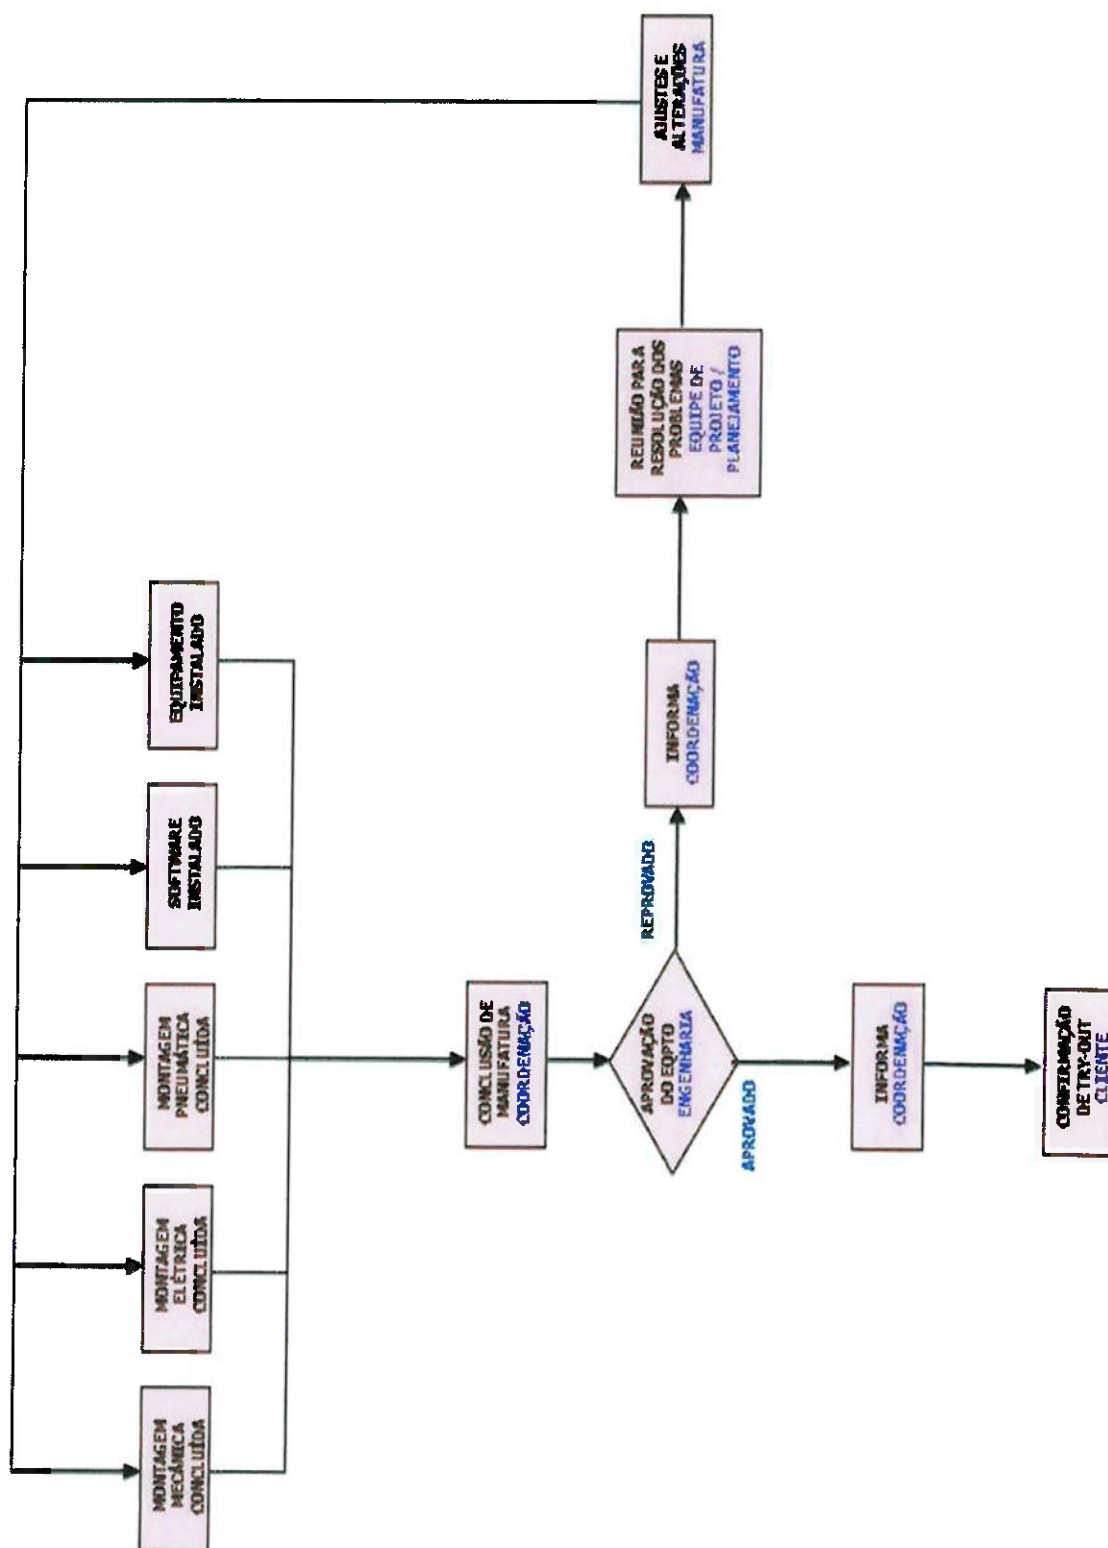 MONTAGEM
MECÂNICA
CONCLUÍDA
MONTAGEM
ELÉTRICA
CONCLUÍDA
MONTAGEM
PNEUMÁTICA
CONCLUÍDA
SOFTWARE
INSTALADO
EQUIPAMENTO
INSTALADO
CONCLUSÃO DE
MANUFATURA
COORDENAÇÃO
APROVAÇÃO
DO EQPTO
ENGENHARIA
REPROVADO
INFORMA
COORDENAÇÃO
REUNIÃO PARA
RESOLUÇÃO DOS
PROBLEMAS
EQUIPE DE
PROJETO /
PLANEJAMENTO
AJUSTES E
ALTERAÇÕES
MANUFATURA
APROVADO
INFORMA
COORDENAÇÃO
CONFIRMAÇÃO
DE TRY-OUT
CLIENTE